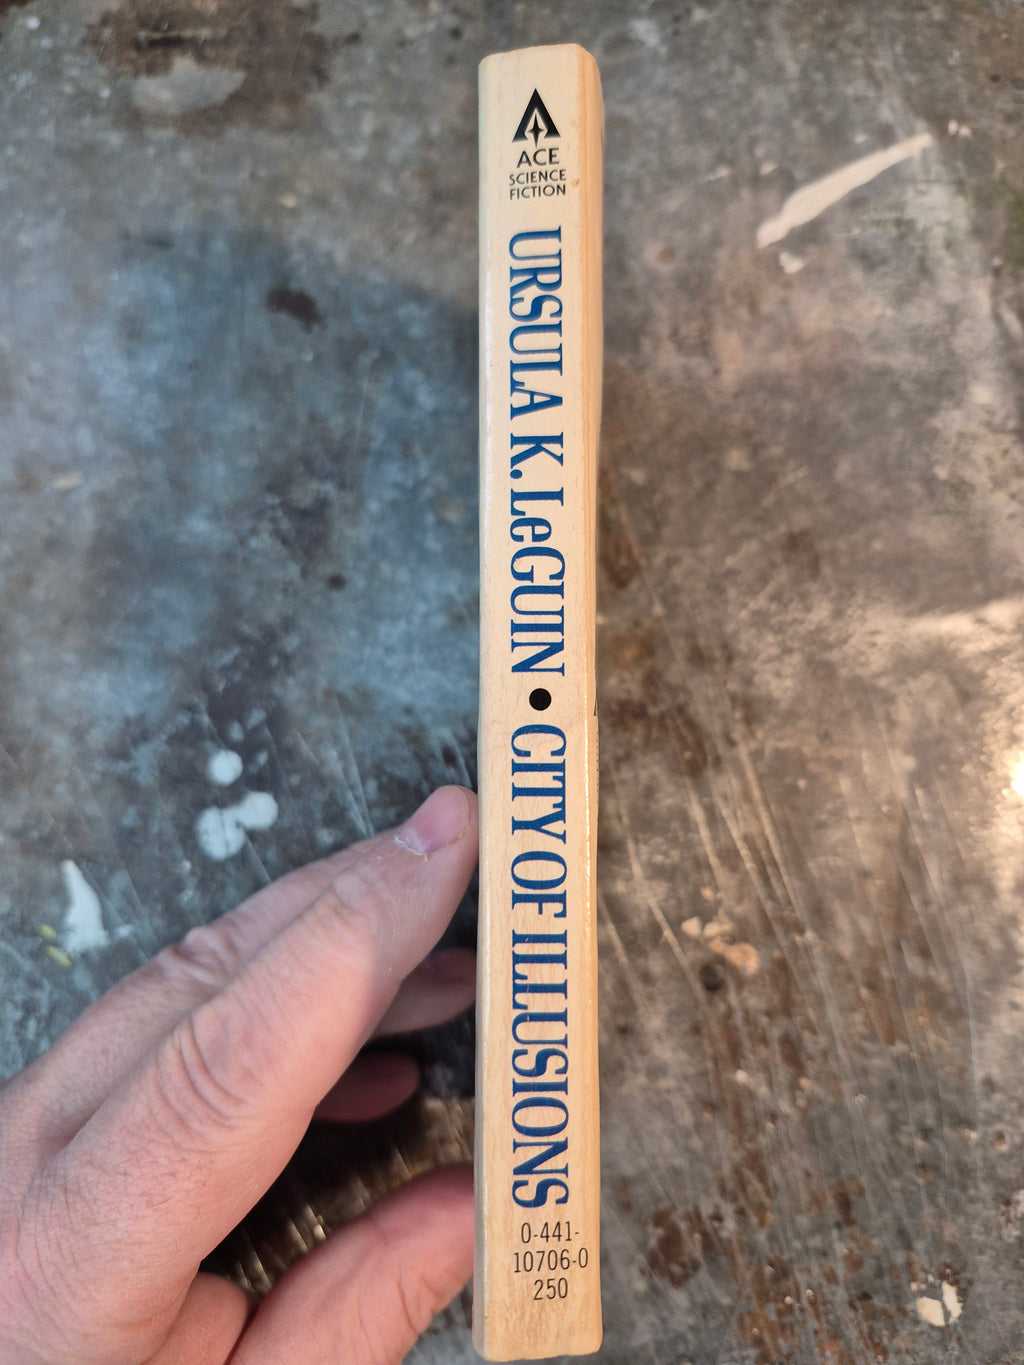 ACE
SCIENCE
FICTION
URSULA K. LeGUIN • CITY OF ILLUSIONS
0-441-
10706-0
250